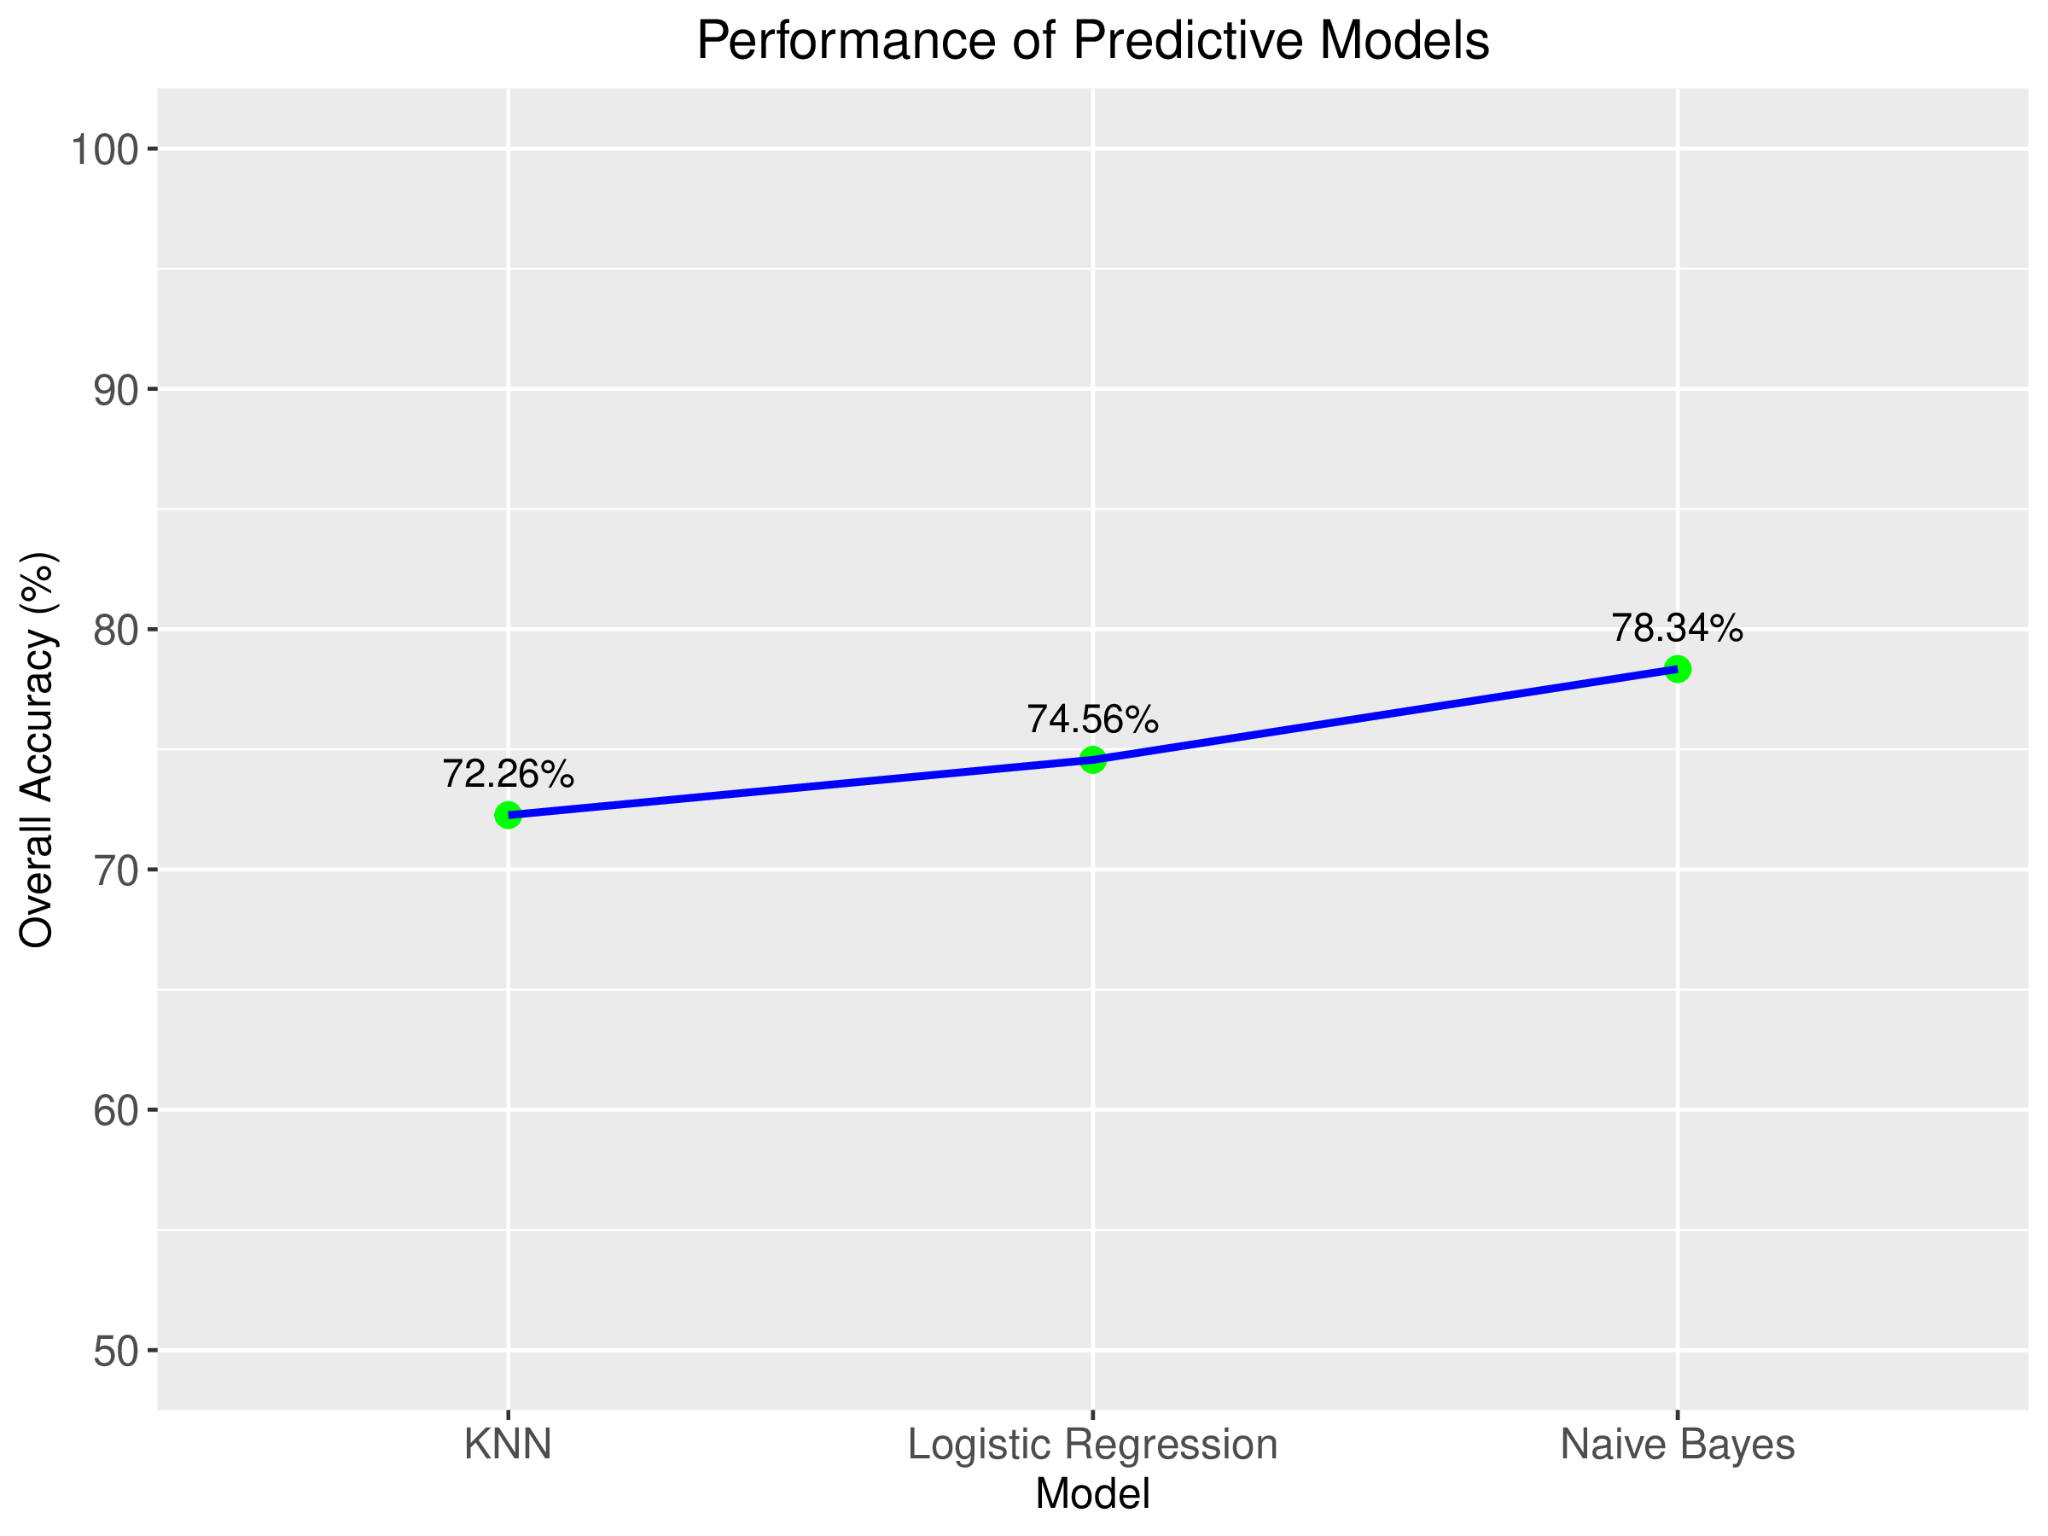 Performance of Predictive Models
Overall Accuracy (%)
100
90
80
70
60
50
72.26%
74.56%
78.34%
KNN
Logistic Regression
Naive Bayes
Model